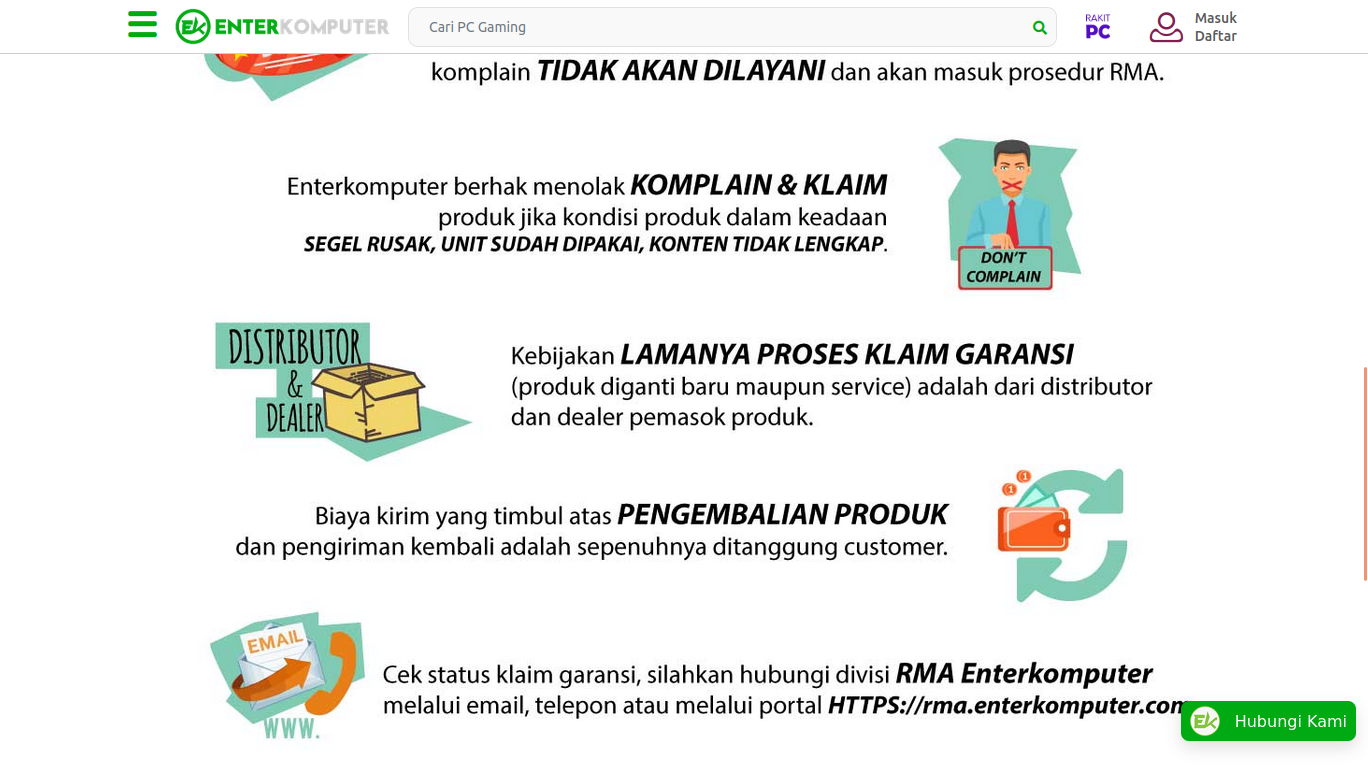 ENTERKOMPUTER
Cari PC Gaming
RAKIT
PC
Masuk
Daftar
komplain TIDAK AKAN DILAYANI dan akan masuk prosedur RMA.
Enterkomputer berhak menolak KOMPLAIN & KLAIM
produk jika kondisi produk dalam keadaan
SEGEL RUSAK, UNIT SUDAH DIPAKAI, KONTEN TIDAK LENGKAP.
DON'T
COMPLAIN
DISTRIBUTOR
&
DEALER
Kebijakan LAMANYA PROSES KLAIM GARANSI
(produk diganti baru maupun service) adalah dari distributor
dan dealer pemasok produk.
Biaya kirim yang timbul atas PENGEMBALIAN PRODUK
dan pengiriman kembali adalah sepenuhnya ditanggung customer.
EMAIL
WWW.
Cek status klaim garansi, silahkan hubungi divisi RMA Enterkomputer
melalui email, telepon atau melalui portal HTTPS://rma.enterkomputer.com
EK Hubungi Kami